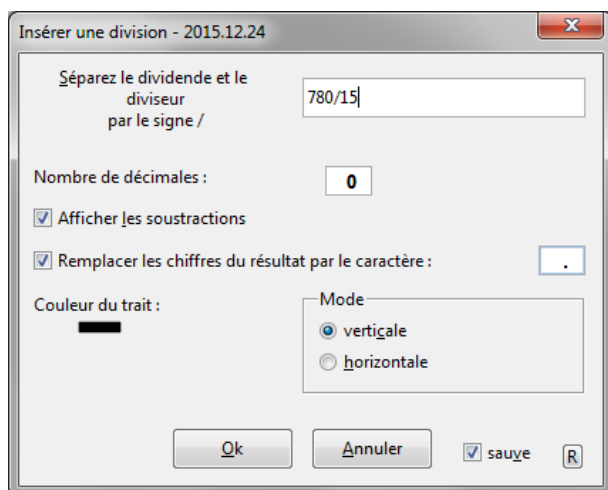 Insérer une division - 2015.12.24
Séparez le dividende et le
diviseur
par le signe /
780/15
Nombre de décimales :
0
Afficher les soustractions
Remplacer les chiffres du résultat par le caractère :
.
Couleur du trait :
Mode
verticale
horizontale
Ok
Annuler
sauve
R